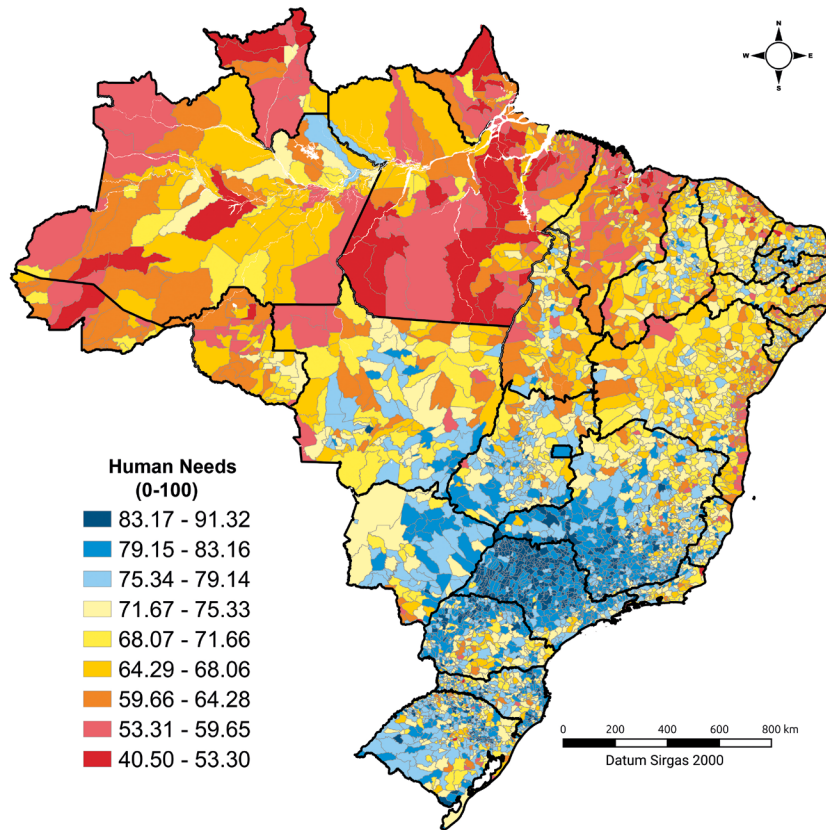 N
W E
S
Human Needs
(0-100)
83.17 - 91.32
79.15 - 83.16
75.34 - 79.14
71.67 - 75.33
68.07 - 71.66
64.29 - 68.06
59.66 - 64.28
53.31 - 59.65
40.50 - 53.30
0 200 400 600 800 km
Datum Sirgas 2000